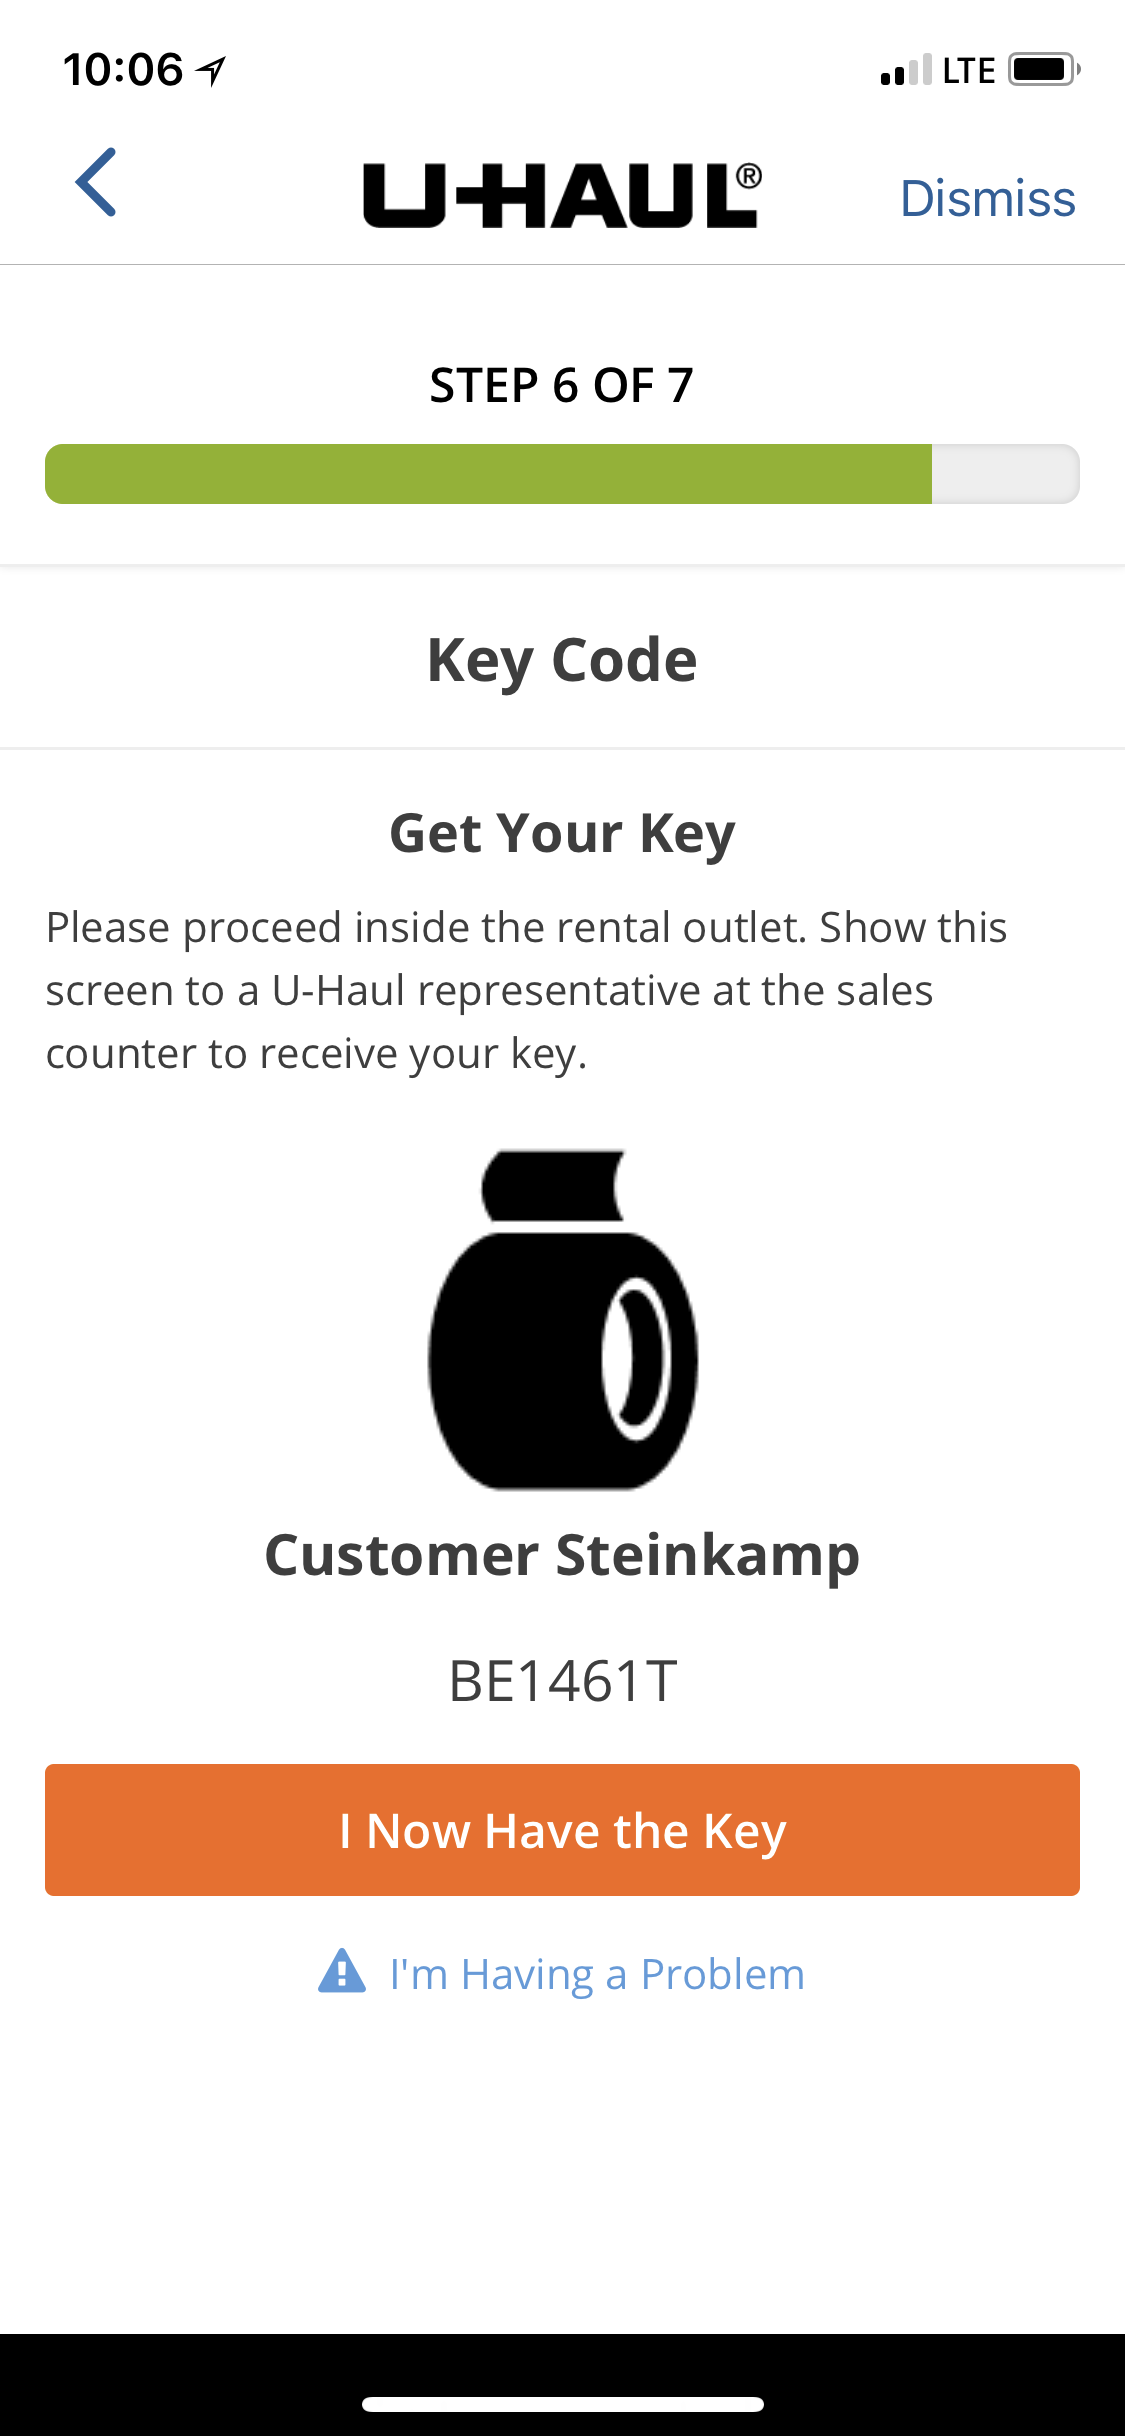 10:06
LTE
U-HAUL®
Dismiss
STEP 6 OF 7
Key Code
Get Your Key
Please proceed inside the rental outlet. Show this
screen to a U-Haul representative at the sales
counter to receive your key.
Customer Steinkamp
BE1461T
I Now Have the Key
I'm Having a Problem